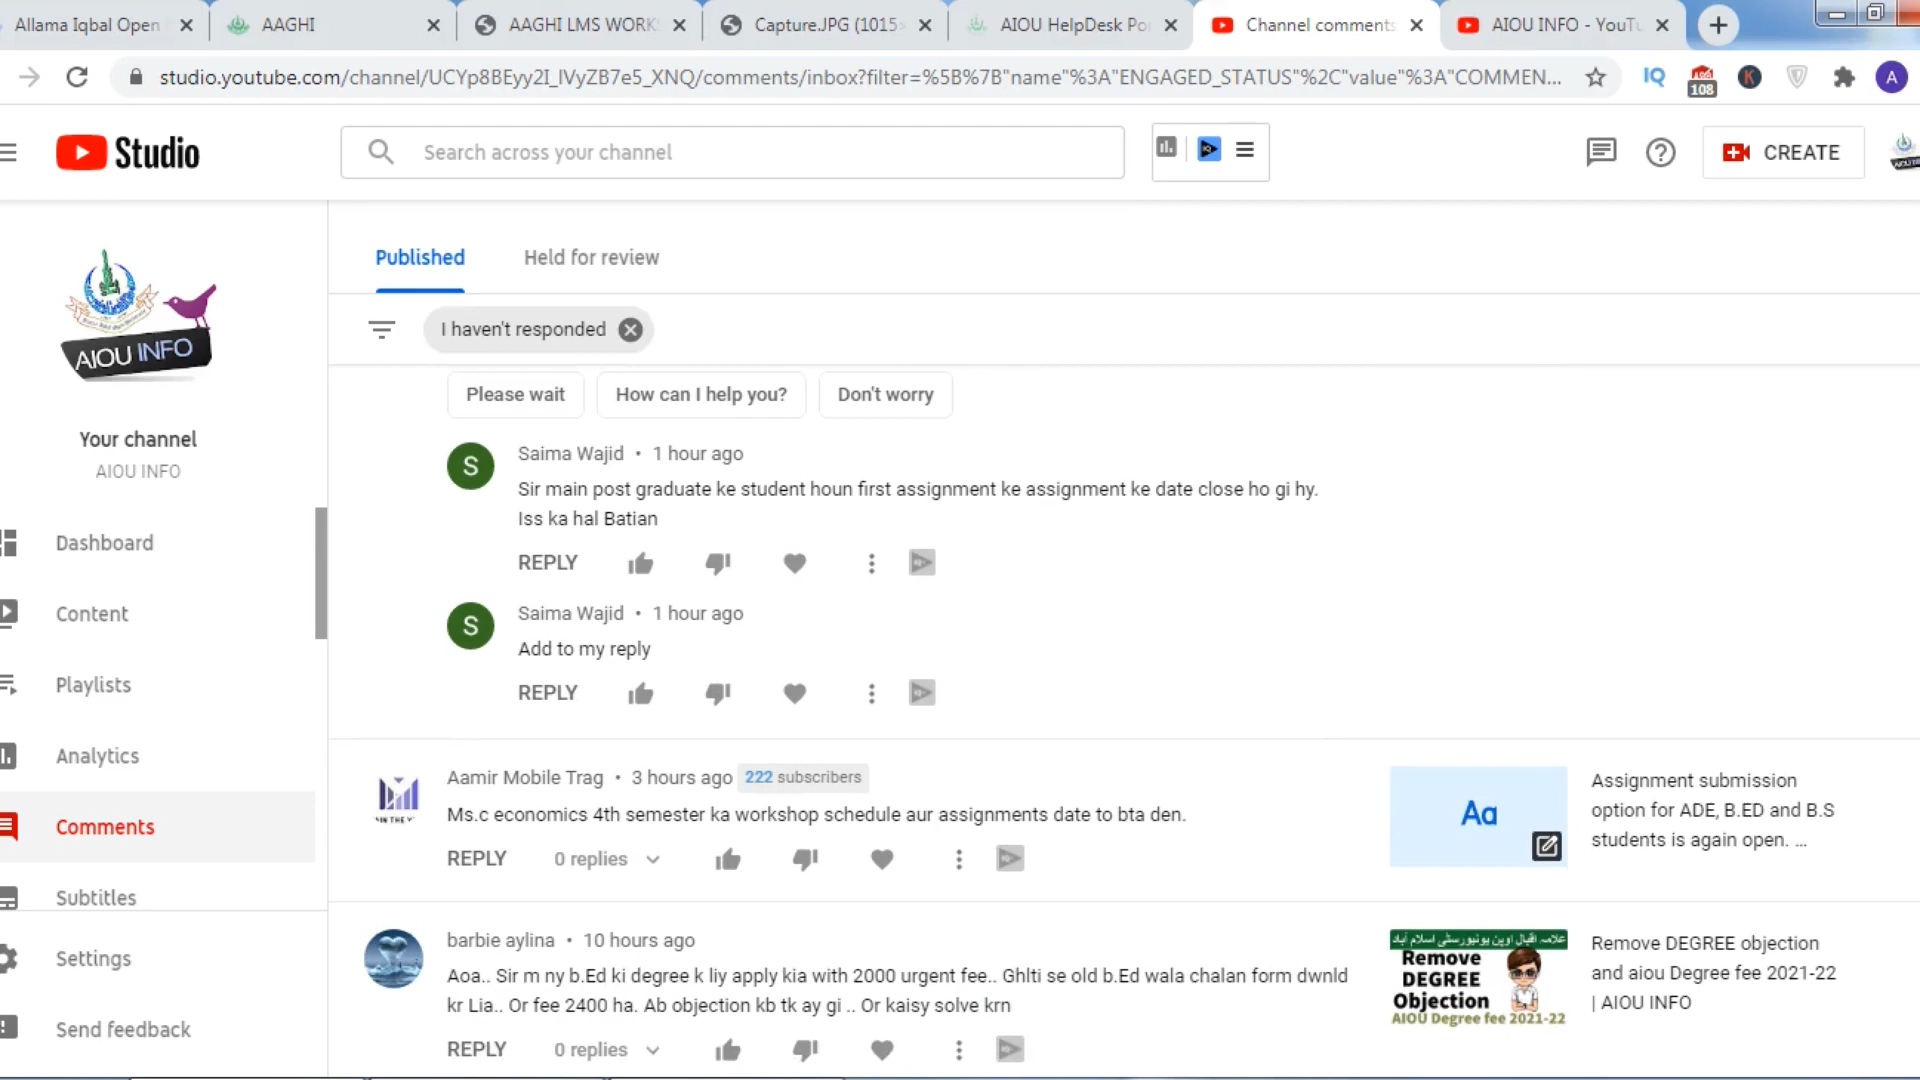 Allama Iqbal Open
AAGHI
AAGHI LMS WORK
Capture.JPG (1015
AIOU HelpDesk Po
Channel comments
AIOU INFO - YouTu
studio.youtube.com/channel/UCYp8BEyy2I_lVyZB7e5_XNQ/comments/inbox?filter=%5B%7B"name"%3A"ENGAGED_STATUS"%2C"value"%3A"COMMEN...
IQ
108
K
A
Studio
Search across your channel
CREATE
AIOU INFO
Your channel
AIOU INFO
Dashboard
Content
Playlists
Analytics
Comments
Subtitles
Settings
Send feedback
Published
Held for review
I haven't responded
Please wait
How can I help you?
Don't worry
S
Saima Wajid • 1 hour ago
Sir main post graduate ke student houn first assignment ke assignment ke date close ho gi hy.
Iss ka hal Batian
REPLY
S
Saima Wajid • 1 hour ago
Add to my reply
REPLY
Aamir Mobile Trag • 3 hours ago 222 subscribers
Ms.c economics 4th semester ka workshop schedule aur assignments date to bta den.
REPLY 0 replies
Aa
Assignment submission
option for ADE, B.ED and B.S
students is again open. ...
barbie aylina • 10 hours ago
Aoa.. Sir m ny b.Ed ki degree k liy apply kia with 2000 urgent fee.. Ghlti se old b.Ed wala chalan form dwnld
kr Lia.. Or fee 2400 ha. Ab objection kb tk ay gi .. Or kaisy solve krn
REPLY 0 replies
علامہ اقبال اوپن یونیورسٹی اسلام آباد
Remove
DEGREE
Objection
AIOU Degree fee 2021-22
Remove DEGREE objection
and aiou Degree fee 2021-22
| AIOU INFO